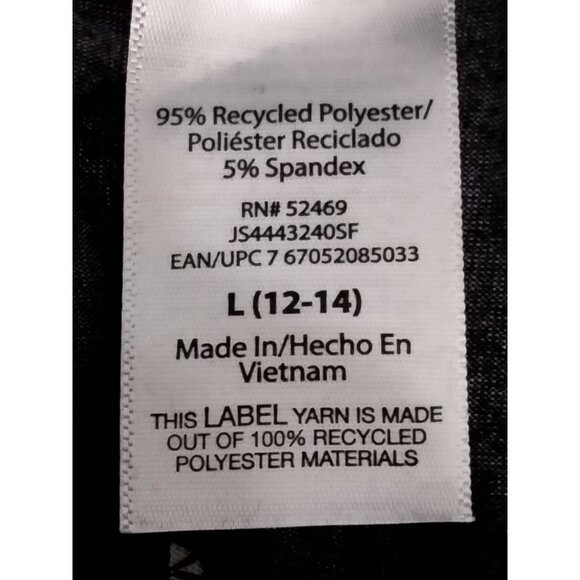 95% Recycled Polyester/
Poliéster Reciclado
5% Spandex
RN# 52469
JS4443240SF
EAN/UPC 7 67052085033
L (12-14)
Made In/Hecho En
Vietnam
THIS LABEL YARN IS MADE
OUT OF 100% RECYCLED
POLYESTER MATERIALS